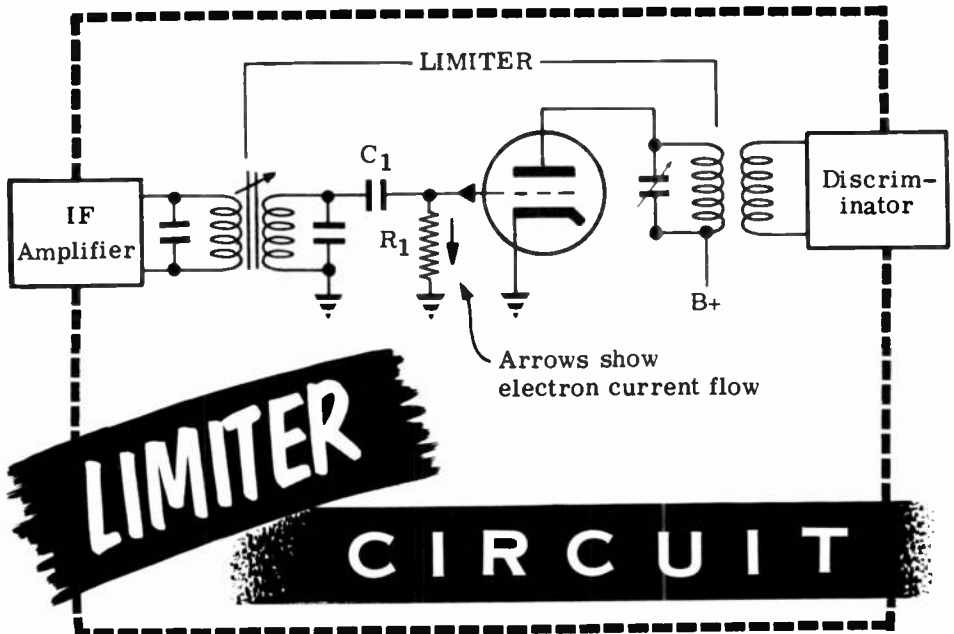 LIMITER
C1
IF
Amplifier
R1
Discrim-
inator
B+
Arrows show
electron current flow
LIMITER
CIRCUIT